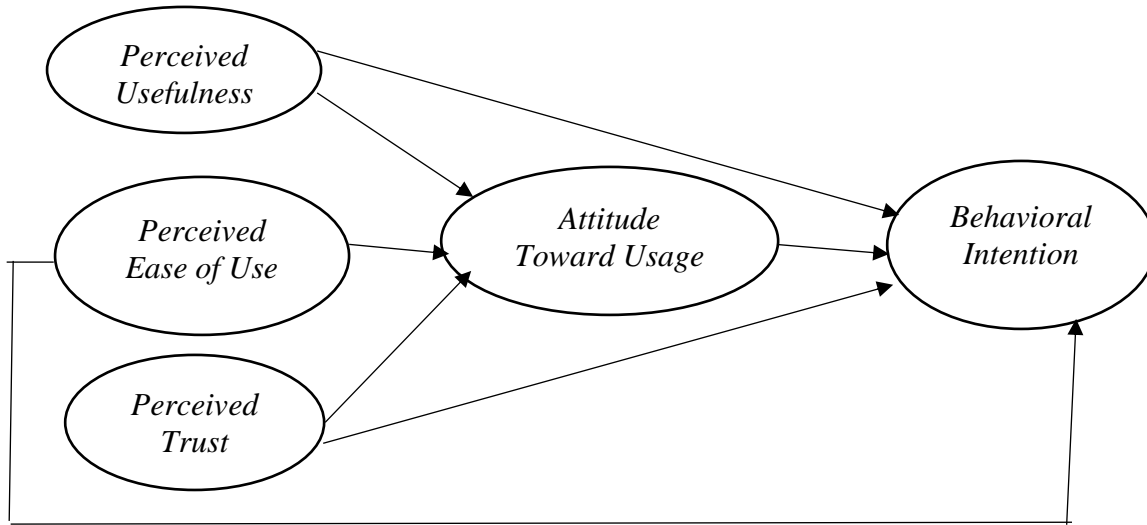 Perceived
Usefulness
Perceived
Ease of Use
Perceived
Trust
Attitude
Toward Usage
Behavioral
Intention